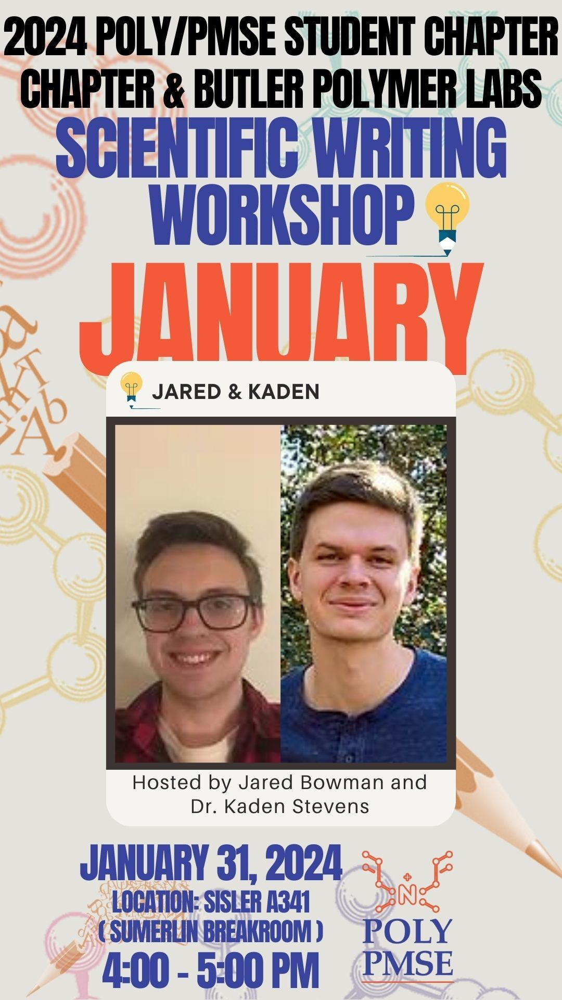 2024 POLY/PMSE STUDENT CHAPTER
CHAPTER & BUTLER POLYMER LABS
SCIENTIFIC WRITING
WORKSHOP
JANUARY
JARED & KADEN
Hosted by Jared Bowman and
Dr. Kaden Stevens
JANUARY 31, 2024
LOCATION: SISLER A341
( SUMERLIN BREAKROOM )
4:00 - 5:00 PM
+
N
POLY
PMSE